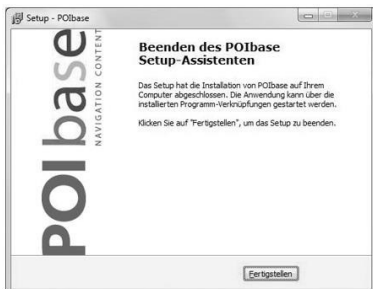 Setup - POIbase
POIbase
NAVIGATION CONTENT
Beenden des POIbase
Setup-Assistenten
Das Setup hat die Installation von POIbase auf Ihrem
Computer abgeschlossen. Die Anwendung kann über die
installierten Programm-Verknüpfungen gestartet werden.
Klicken Sie auf "Fertigstellen", um das Setup zu beenden.
Fertigstellen